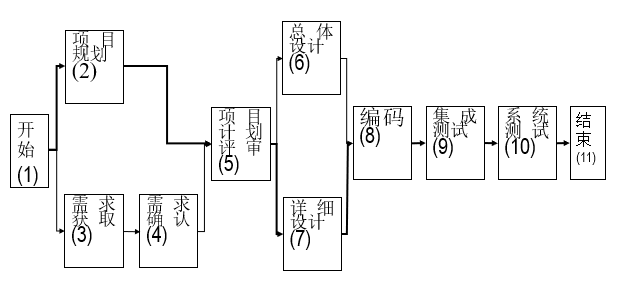 开
始
(1)
项目
规划
(2)
需求
获取
(3)
需求
确认
(4)
项目
计划
评审
(5)
总体
设计
(6)
详细
设计
(7)
编码
(8)
集成
测试
(9)
系统
测试
(10)
结
束
(11)